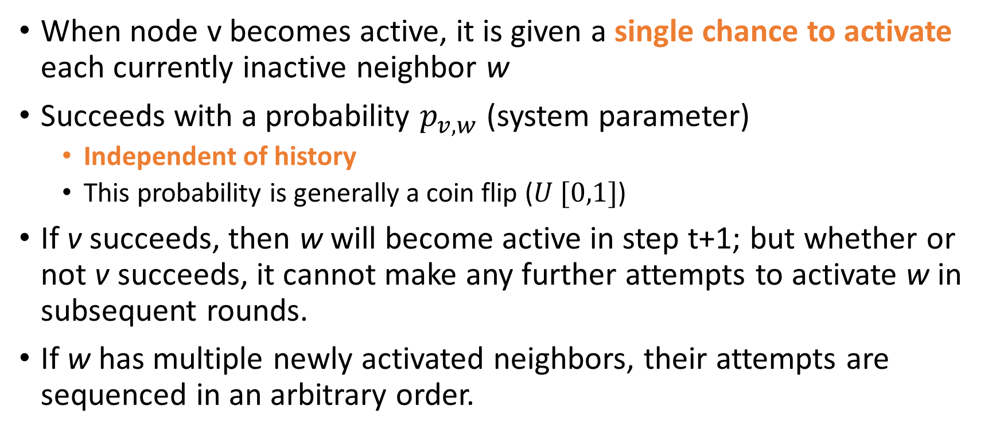 • When node v becomes active, it is given a single chance to activate
each currently inactive neighbor w
• Succeeds with a probability p_{v,w} (system parameter)
• Independent of history
• This probability is generally a coin flip (U [0,1])
• If v succeeds, then w will become active in step t+1; but whether or
not v succeeds, it cannot make any further attempts to activate w in
subsequent rounds.
• If w has multiple newly activated neighbors, their attempts are
sequenced in an arbitrary order.